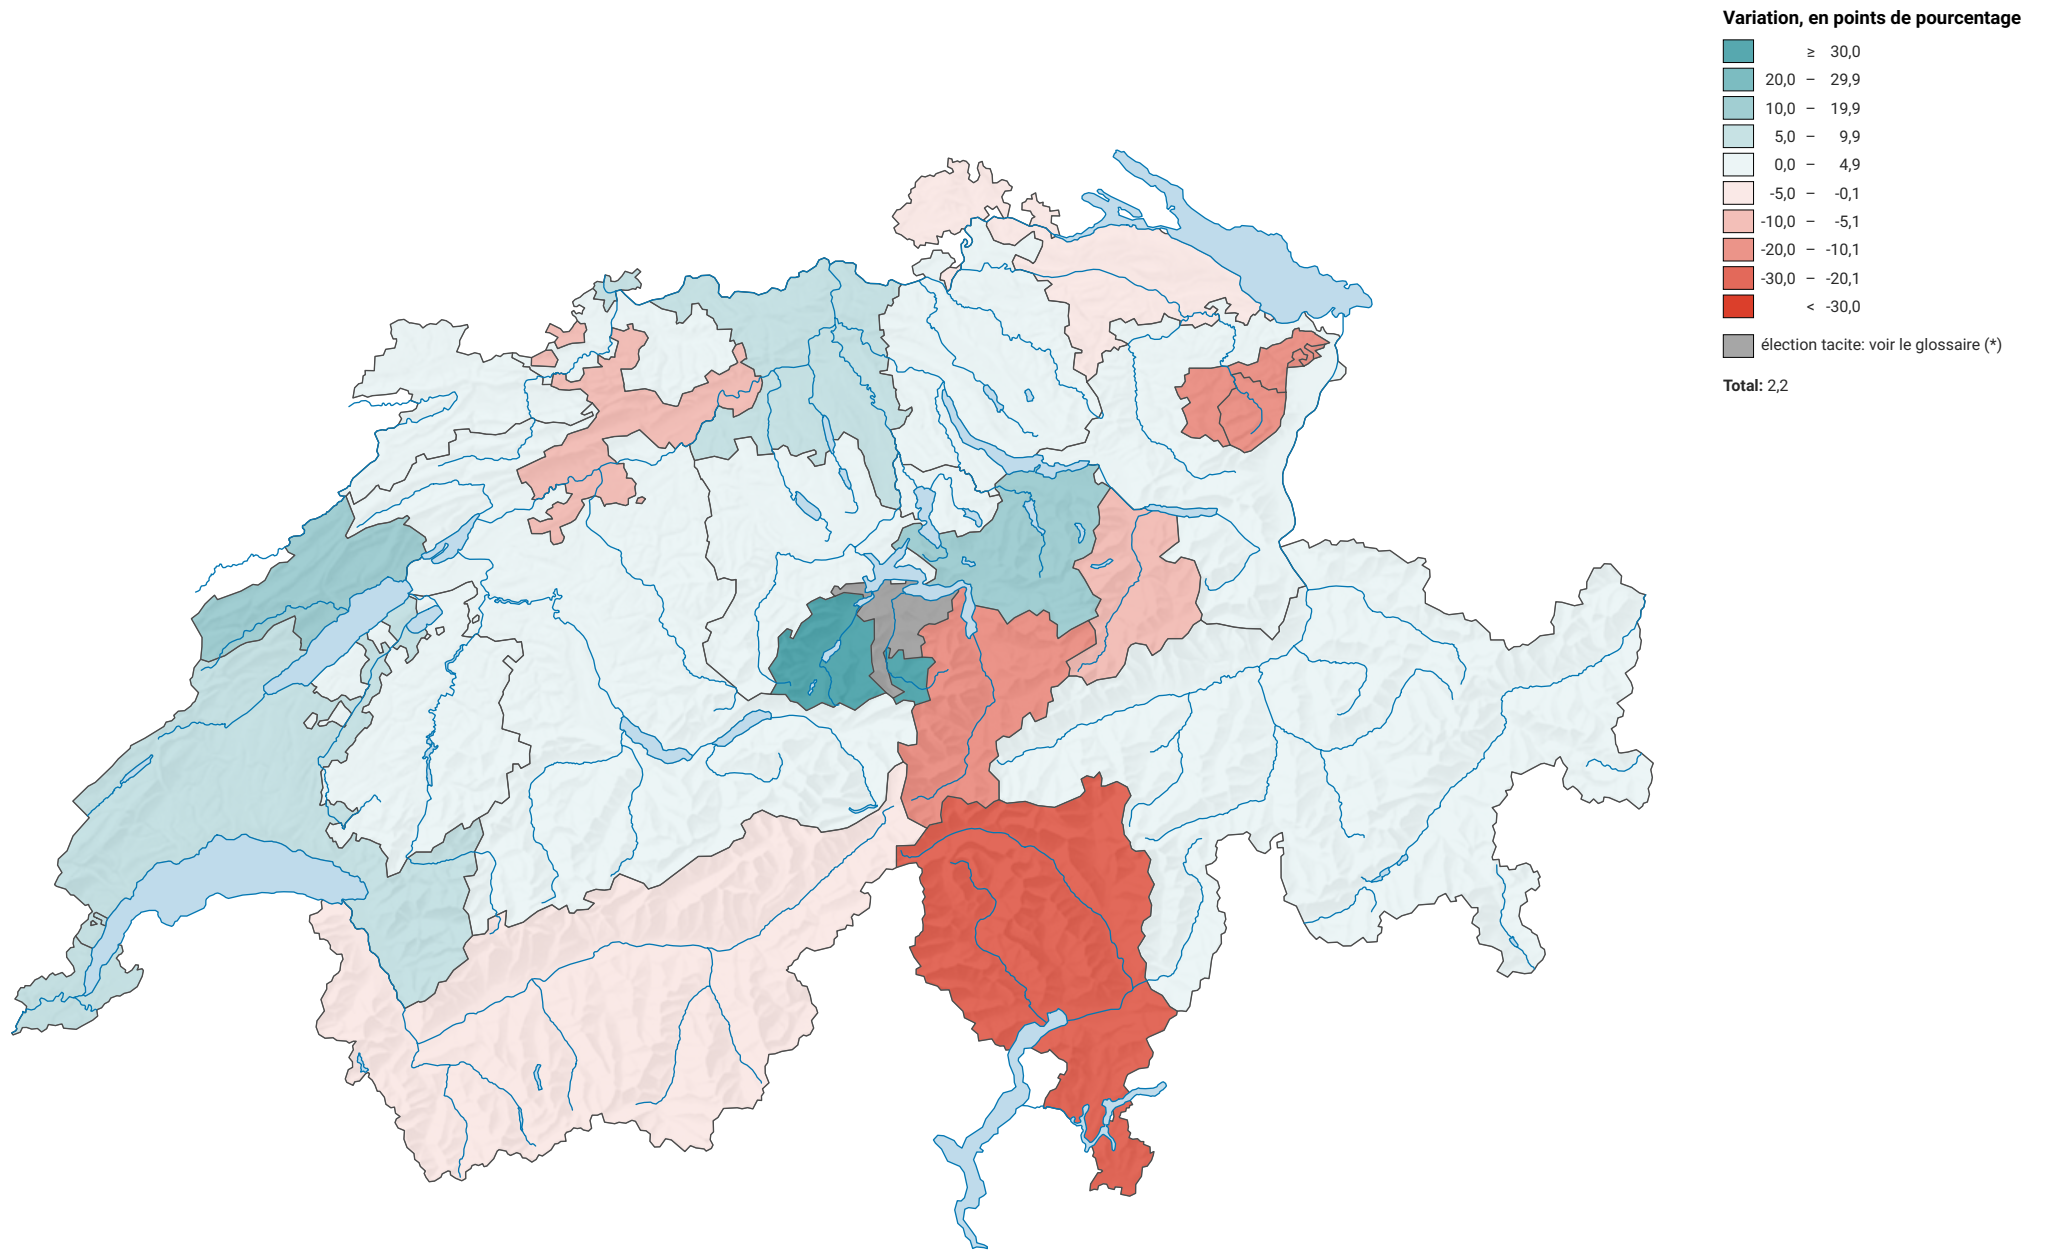 Variation, en points de pourcentage
≥ 30,0
20,0 – 29,9
10,0 – 19,9
5,0 – 9,9
0,0 – 4,9
-5,0 – -0,1
-10,0 – -5,1
-20,0 – -10,1
-30,0 – -20,1
< -30,0
élection tacite: voir le glossaire (*)
Total: 2,2